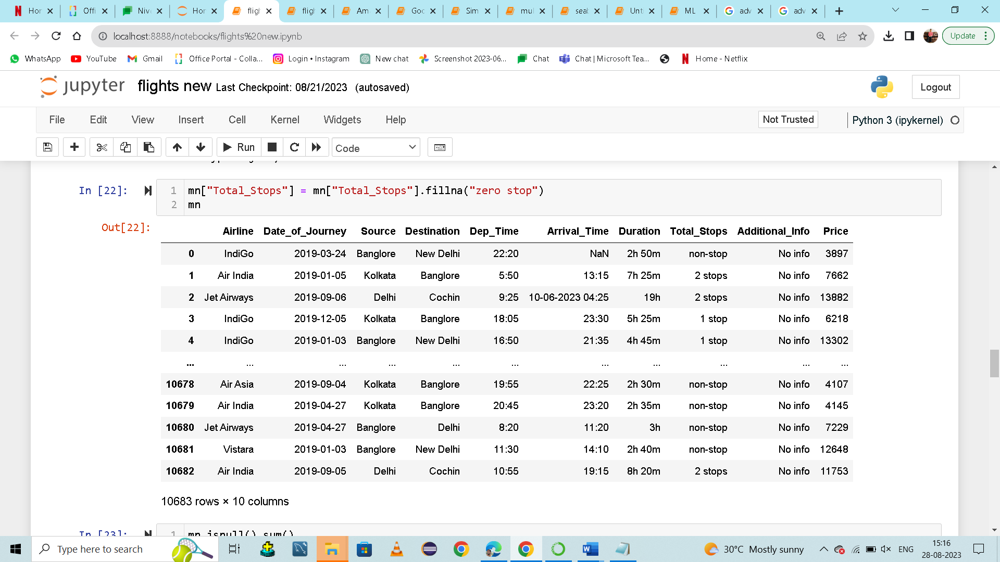 Hor
Offi
Niv
Hor
fligh
fligh
Am
Goo
Sim
mul
seab
Unti
ML
adv
adv
localhost:8888/notebooks/flights%20new.ipynb
Update
WhatsApp
YouTube
Gmail
Office Portal - Colla...
Login • Instagram
New chat
Screenshot 2023-06...
Chat
Chat | Microsoft Tea...
Home - Netflix
jupyter flights new Last Checkpoint: 08/21/2023 (autosaved)
Logout
File Edit View Insert Cell Kernel Widgets Help
Not Trusted
Python 3 (ipykernel)
Run
Code
In [22]:
1 mn["Total_Stops"] = mn["Total_Stops"].fillna("zero stop")
2 mn
Out[22]:
Airline Date_of_Journey Source Destination Dep_Time Arrival_Time Duration Total_Stops Additional_Info Price
0 IndiGo 2019-03-24 Banglore New Delhi 22:20 NaN 2h 50m non-stop No info 3897
1 Air India 2019-01-05 Kolkata Banglore 5:50 13:15 7h 25m 2 stops No info 7662
2 Jet Airways 2019-09-06 Delhi Cochin 9:25 10-06-2023 04:25 19h 2 stops No info 13882
3 IndiGo 2019-12-05 Kolkata Banglore 18:05 23:30 5h 25m 1 stop No info 6218
4 IndiGo 2019-01-03 Banglore New Delhi 16:50 21:35 4h 45m 1 stop No info 13302
... ... ... ... ... ... ... ... ... ... ...
10678 Air Asia 2019-09-04 Kolkata Banglore 19:55 22:25 2h 30m non-stop No info 4107
10679 Air India 2019-04-27 Kolkata Banglore 20:45 23:20 2h 35m non-stop No info 4145
10680 Jet Airways 2019-04-27 Banglore Delhi 8:20 11:20 3h non-stop No info 7229
10681 Vistara 2019-01-03 Banglore New Delhi 11:30 14:10 2h 40m non-stop No info 12648
10682 Air India 2019-09-05 Delhi Cochin 10:55 19:15 8h 20m 2 stops No info 11753
10683 rows × 10 columns
In [23]:
1 mn.isnull().sum()
Type here to search
30°C Mostly sunny
ENG
15:16
28-08-2023